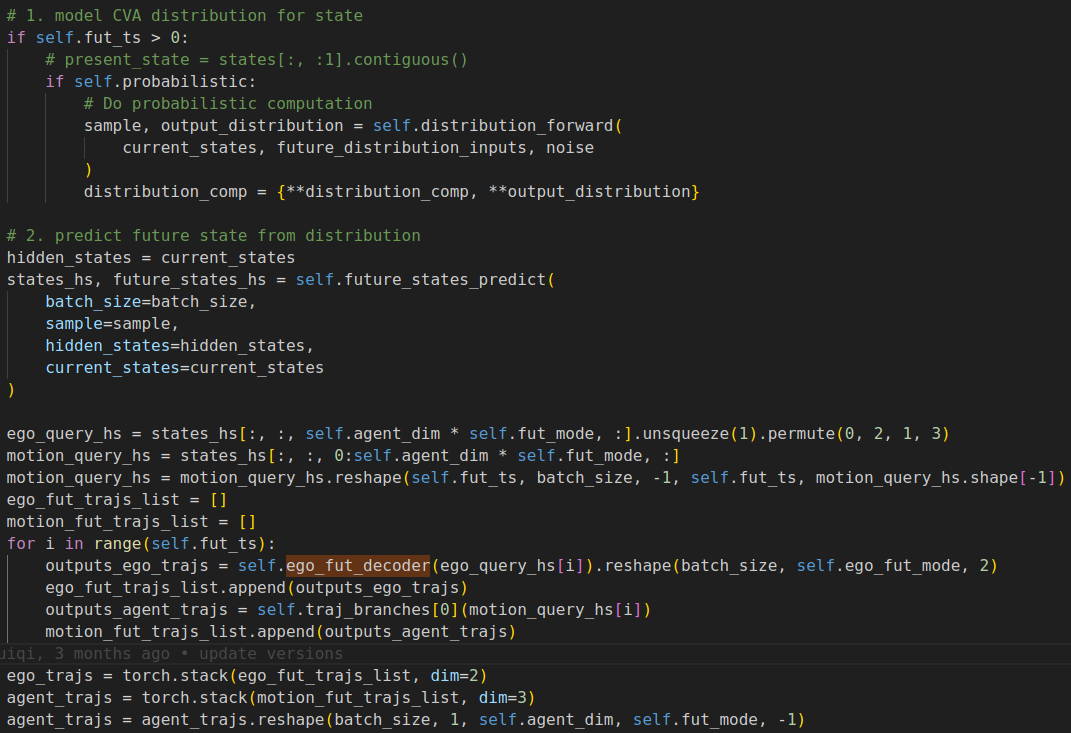 # 1. model CVA distribution for state
if self.fut_ts > 0:
    # present_state = states[:, :1].contiguous()
    if self.probabilistic:
        # Do probabilistic computation
        sample, output_distribution = self.distribution_forward(
            current_states, future_distribution_inputs, noise
        )
        distribution_comp = {**distribution_comp, **output_distribution}

# 2. predict future state from distribution
hidden_states = current_states
states_hs, future_states_hs = self.future_states_predict(
    batch_size=batch_size,
    sample=sample,
    hidden_states=hidden_states,
    current_states=current_states
)

ego_query_hs = states_hs[:, :, self.agent_dim * self.fut_mode, :].unsqueeze(1).permute(0, 2, 1, 3)
motion_query_hs = states_hs[:, :, 0:self.agent_dim * self.fut_mode, :]
motion_query_hs = motion_query_hs.reshape(self.fut_ts, batch_size, -1, self.fut_ts, motion_query_hs.shape[-1])
ego_fut_trajs_list = []
motion_fut_trajs_list = []
for i in range(self.fut_ts):
    outputs_ego_trajs = self.ego_fut_decoder(ego_query_hs[i]).reshape(batch_size, self.ego_fut_mode, 2)
    ego_fut_trajs_list.append(outputs_ego_trajs)
    outputs_agent_trajs = self.traj_branches[0](motion_query_hs[i])
    motion_fut_trajs_list.append(outputs_agent_trajs)
uiqi, 3 months ago • update versions
ego_trajs = torch.stack(ego_fut_trajs_list, dim=2)
agent_trajs = torch.stack(motion_fut_trajs_list, dim=3)
agent_trajs = agent_trajs.reshape(batch_size, 1, self.agent_dim, self.fut_mode, -1)